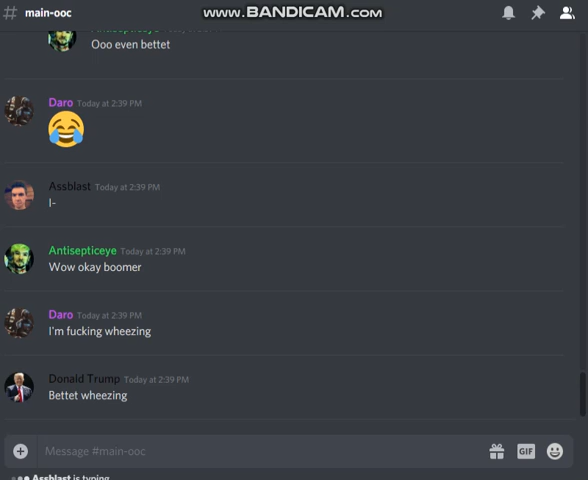 main-ooc
www.BANDICAM.com
Ooo even bettet
Daro Today at 2:39 PM
Assblast Today at 2:39 PM
I-
Antisepticeye Today at 2:39 PM
Wow okay boomer
Daro Today at 2:39 PM
I'm fucking wheezing
Donald Trump Today at 2:39 PM
Bettet wheezing
Message #main-ooc
GIF
Assblast is typing